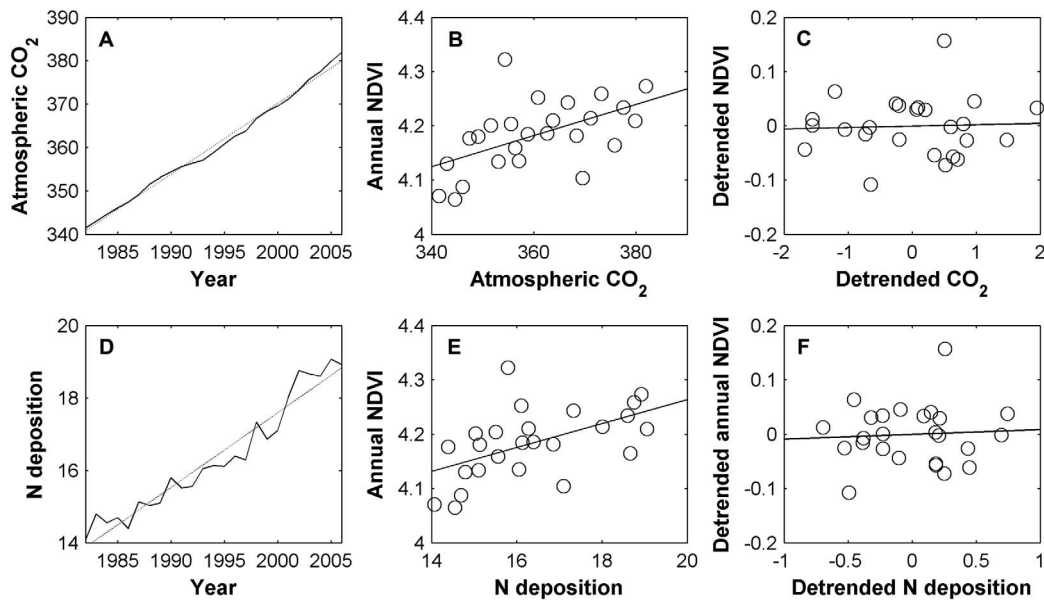 A
Atmospheric CO2
390
380
370
360
350
340
1985 1990 1995 2000 2005
Year
B
Annual NDVI
4.4
4.3
4.2
4.1
4
340 360 380
Atmospheric CO2
C
Detrended NDVI
0.2
0.1
0
-0.1
-0.2
-2 -1 0 1 2
Detrended CO2
D
N deposition
20
18
16
14
1985 1990 1995 2000 2005
Year
E
Annual NDVI
4.4
4.3
4.2
4.1
4
14 16 18 20
N deposition
F
Detrended annual NDVI
0.2
0.1
0
-0.1
-0.2
-1 -0.5 0 0.5 1
Detrended N deposition